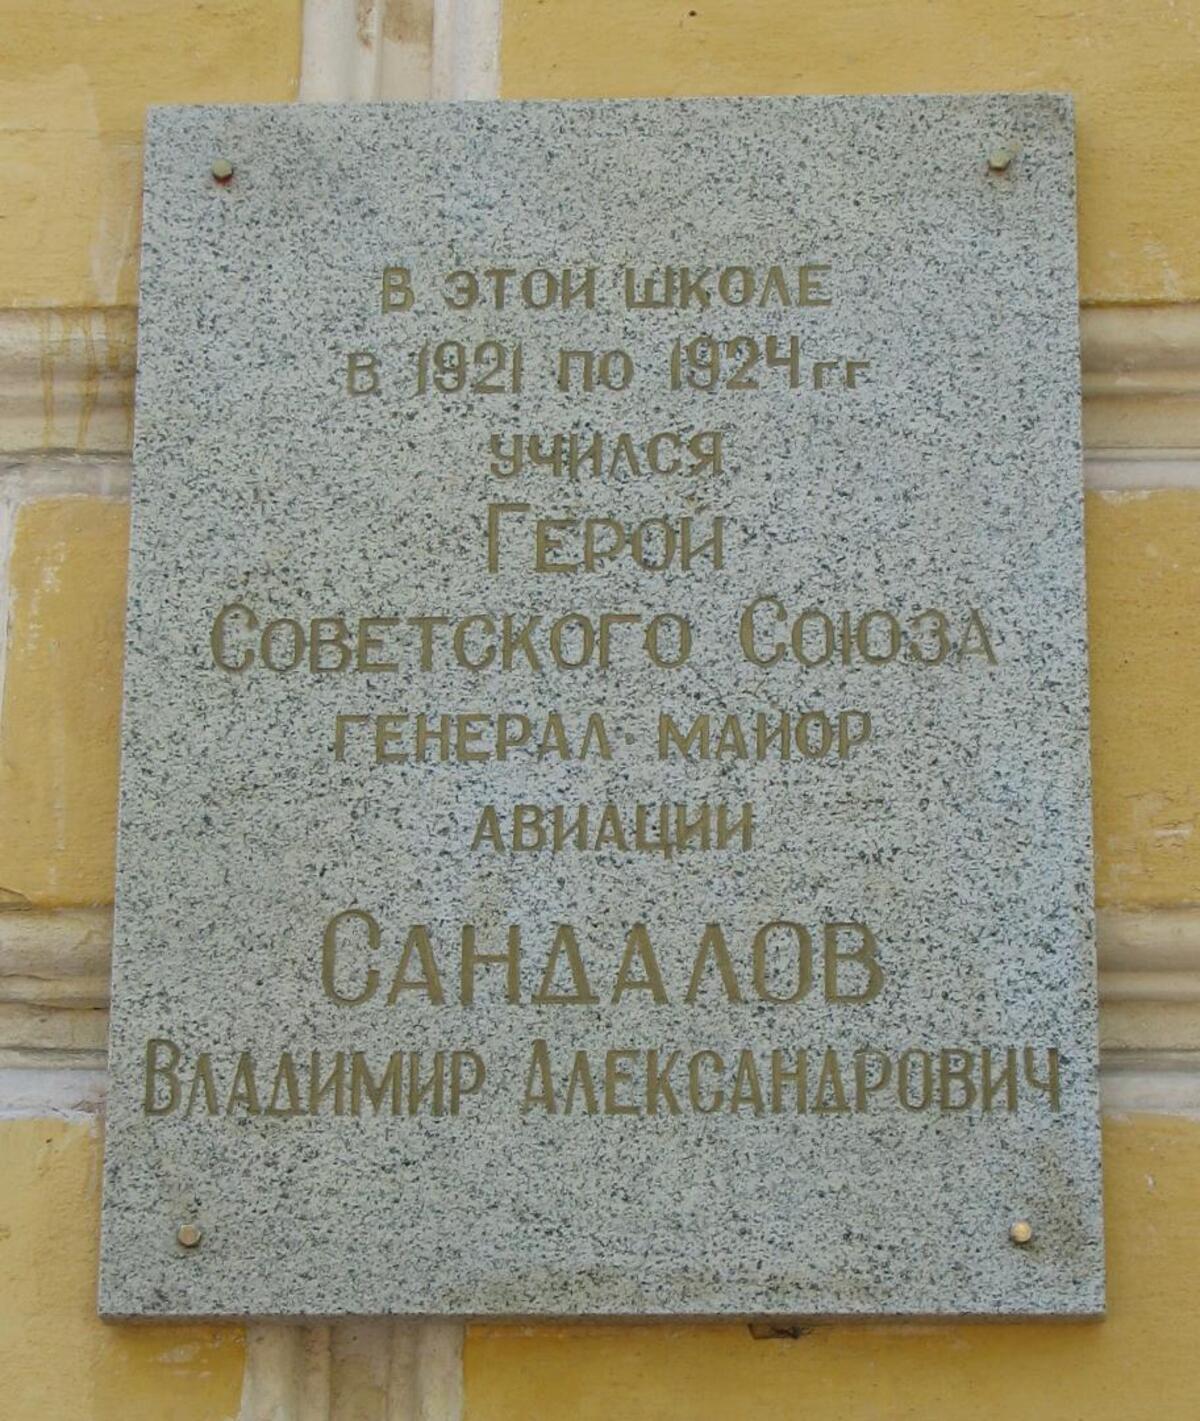 В ЭТОЙ ШКОЛЕ
В 1921 ПО 1924 ГГ
УЧИЛСЯ
ГЕРОЙ
СОВЕТСКОГО СОЮЗА
ГЕНЕРАЛ МАЙОР
АВИАЦИИ
САНДАЛОВ
ВЛАДИМИР АЛЕКСАНДРОВИЧ